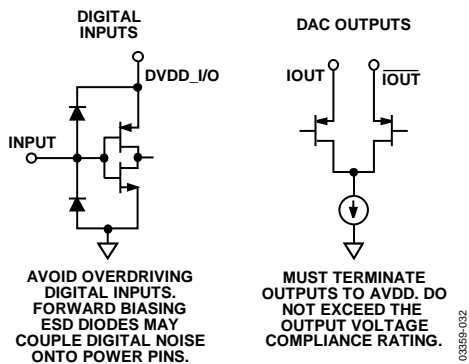 DIGITAL
INPUTS
DVDD_I/O
INPUT
AVOID OVERDRIVING
DIGITAL INPUTS.
FORWARD BIASING
ESD DIODES MAY
COUPLE DIGITAL NOISE
ONTO POWER PINS.
DAC OUTPUTS
IOUT
IOUT
MUST TERMINATE
OUTPUTS TO AVDD. DO
NOT EXCEED THE
OUTPUT VOLTAGE
COMPLIANCE RATING.
03359-032